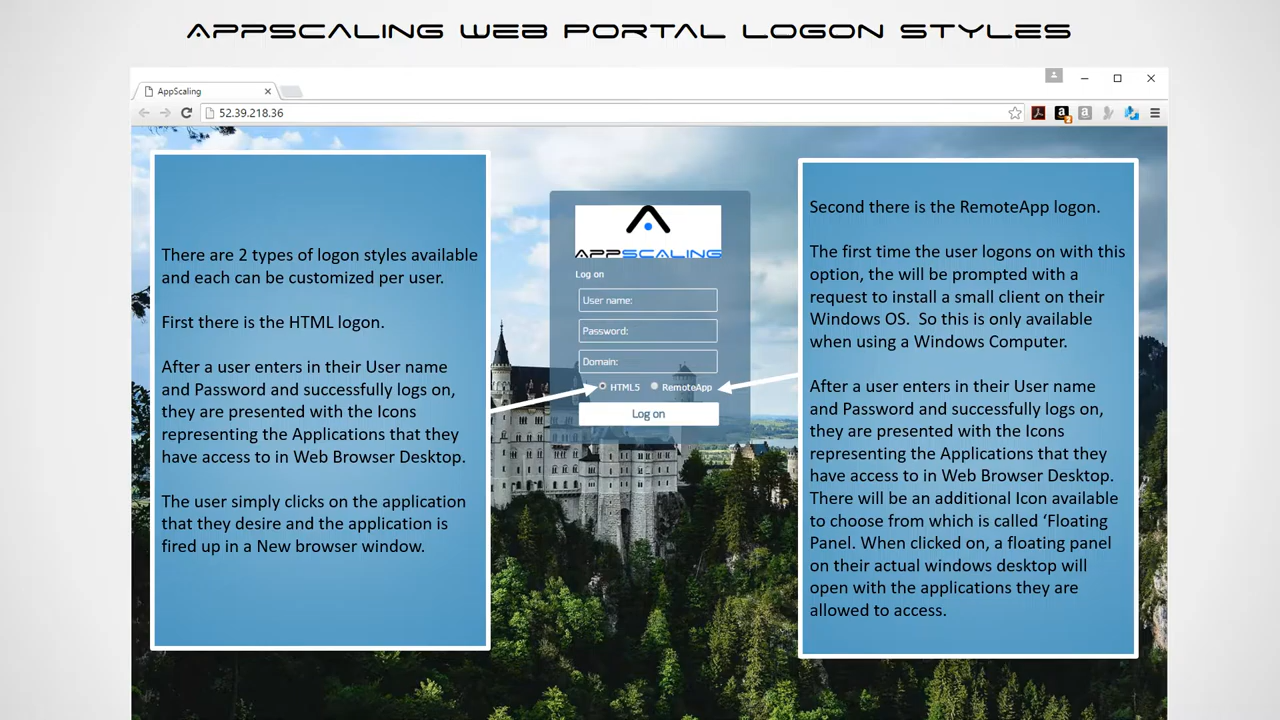 APPSCALING WEB PORTAL LOGON STYLES
AppScaling
52.39.218.36
There are 2 types of logon styles available
and each can be customized per user.
First there is the HTML logon.
After a user enters in their User name
and Password and successfully logs on,
they are presented with the Icons
representing the Applications that they
have access to in Web Browser Desktop.
The user simply clicks on the application
that they desire and the application is
fired up in a New browser window.
APPSCALING
Log on
User name:
Password:
Domain:
HTML5 RemoteApp
Log on
Second there is the RemoteApp logon.
The first time the user logons on with this
option, the will be prompted with a
request to install a small client on their
Windows OS.  So this is only available
when using a Windows Computer.
After a user enters in their User name
and Password and successfully logs on,
they are presented with the Icons
representing the Applications that they
have access to in Web Browser Desktop.
There will be an additional Icon available
to choose from which is called ‘Floating
Panel. When clicked on, a floating panel
on their actual windows desktop will
open with the applications they are
allowed to access.